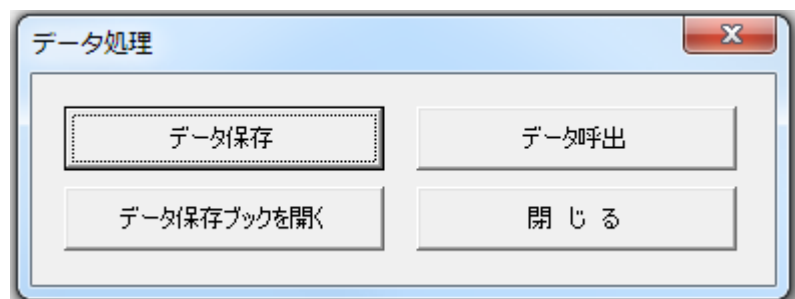 データ処理
データ保存
データ呼出
データ保存ブックを開く
閉 じ る